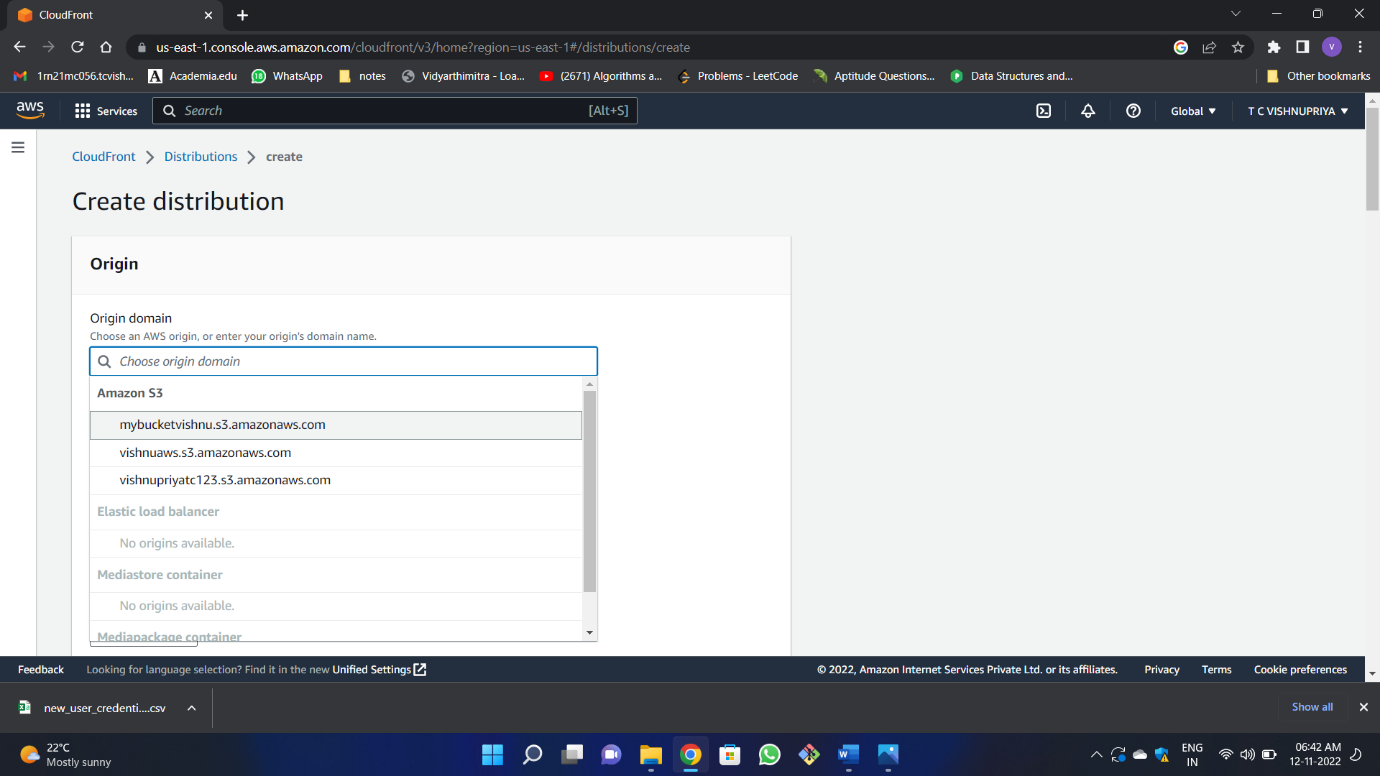 CloudFront
us-east-1.console.aws.amazon.com/cloudfront/v3/home?region=us-east-1#/distributions/create
V
1rn21mc056.tcvish... Academia.edu WhatsApp notes Vidyarthimitra - Loa... (2671) Algorithms a... Problems - LeetCode Aptitude Questions... Data Structures and... Other bookmarks
aws Services Search [Alt+S] Global T C VISHNUPRIYA
CloudFront Distributions create
Create distribution
Origin
Origin domain
Choose an AWS origin, or enter your origin's domain name.
Choose origin domain
Amazon S3
mybucketvishnu.s3.amazonaws.com
vishnuaws.s3.amazonaws.com
vishnupriyatc123.s3.amazonaws.com
Elastic load balancer
No origins available.
Mediastore container
No origins available.
Mediapackage container
Feedback Looking for language selection? Find it in the new Unified Settings © 2022, Amazon Internet Services Private Ltd. or its affiliates. Privacy Terms Cookie preferences
new_user_credenti....csv Show all
22°C
Mostly sunny
ENG
IN
06:42 AM
12-11-2022